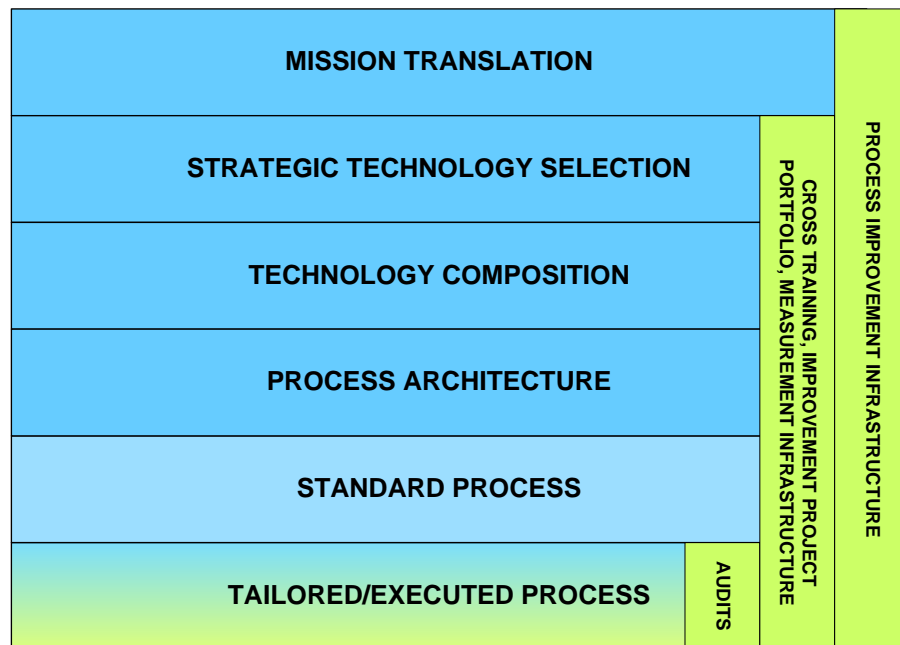 MISSION TRANSLATION
STRATEGIC TECHNOLOGY SELECTION
TECHNOLOGY COMPOSITION
PROCESS ARCHITECTURE
STANDARD PROCESS
TAILORED/EXECUTED PROCESS
AUDITS
CROSS TRAINING, IMPROVEMENT PROJECT
PORTFOLIO, MEASUREMENT INFRASTRUCTURE
PROCESS IMPROVEMENT INFRASTRUCTURE